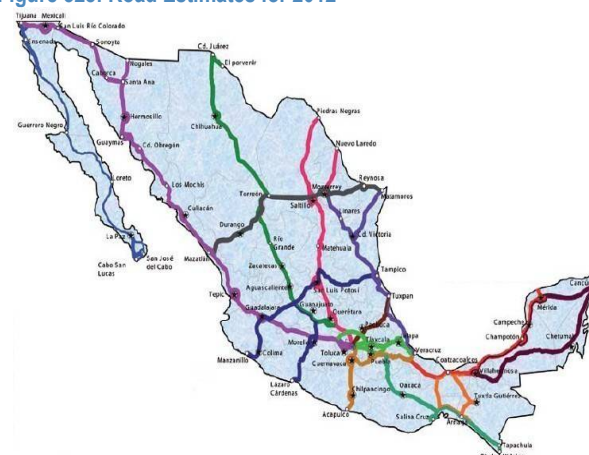 Figure 323. Road Estimates for 2012
Tijuana Mexicali
San Luis Río Colorado
Ensenada
Sonoyta
Cd. Juárez
El porvenir
Nogales
Caborca
Santa Ana
Piedras Negras
Hermosillo
Chihuahua
Guerrero Negro
Guaymas
Cd. Obregón
Nuevo Laredo
Loreto
Los Mochis
Reynosa
Monterrey
Torreón
Saltillo
Matamoros
Culiacán
Linares
Durango
La Paz
Cd. Victoria
Río
Grande
Matehuala
Cabo San
Lucas
San José
del Cabo
Mazatlán
Zacatecas
Tampico
Aguascalientes
San Luis Potosí
Cancún
Tepic
Tuxpan
Guanajuato
Mérida
Guadalajara
Querétaro
Pachuca
Campeche
Champotón
Chetumal
Morelia
Tlaxcala
Xalapa
Manzanillo
Colima
Toluca
Veracruz
Puebla
Coatzacoalcos
Cuernavaca
Villahermosa
Lázaro
Cárdenas
Chilpancingo
Oaxaca
Tuxtla Gutiérrez
Acapulco
Salina Cruz
Arriaga
Tapachula